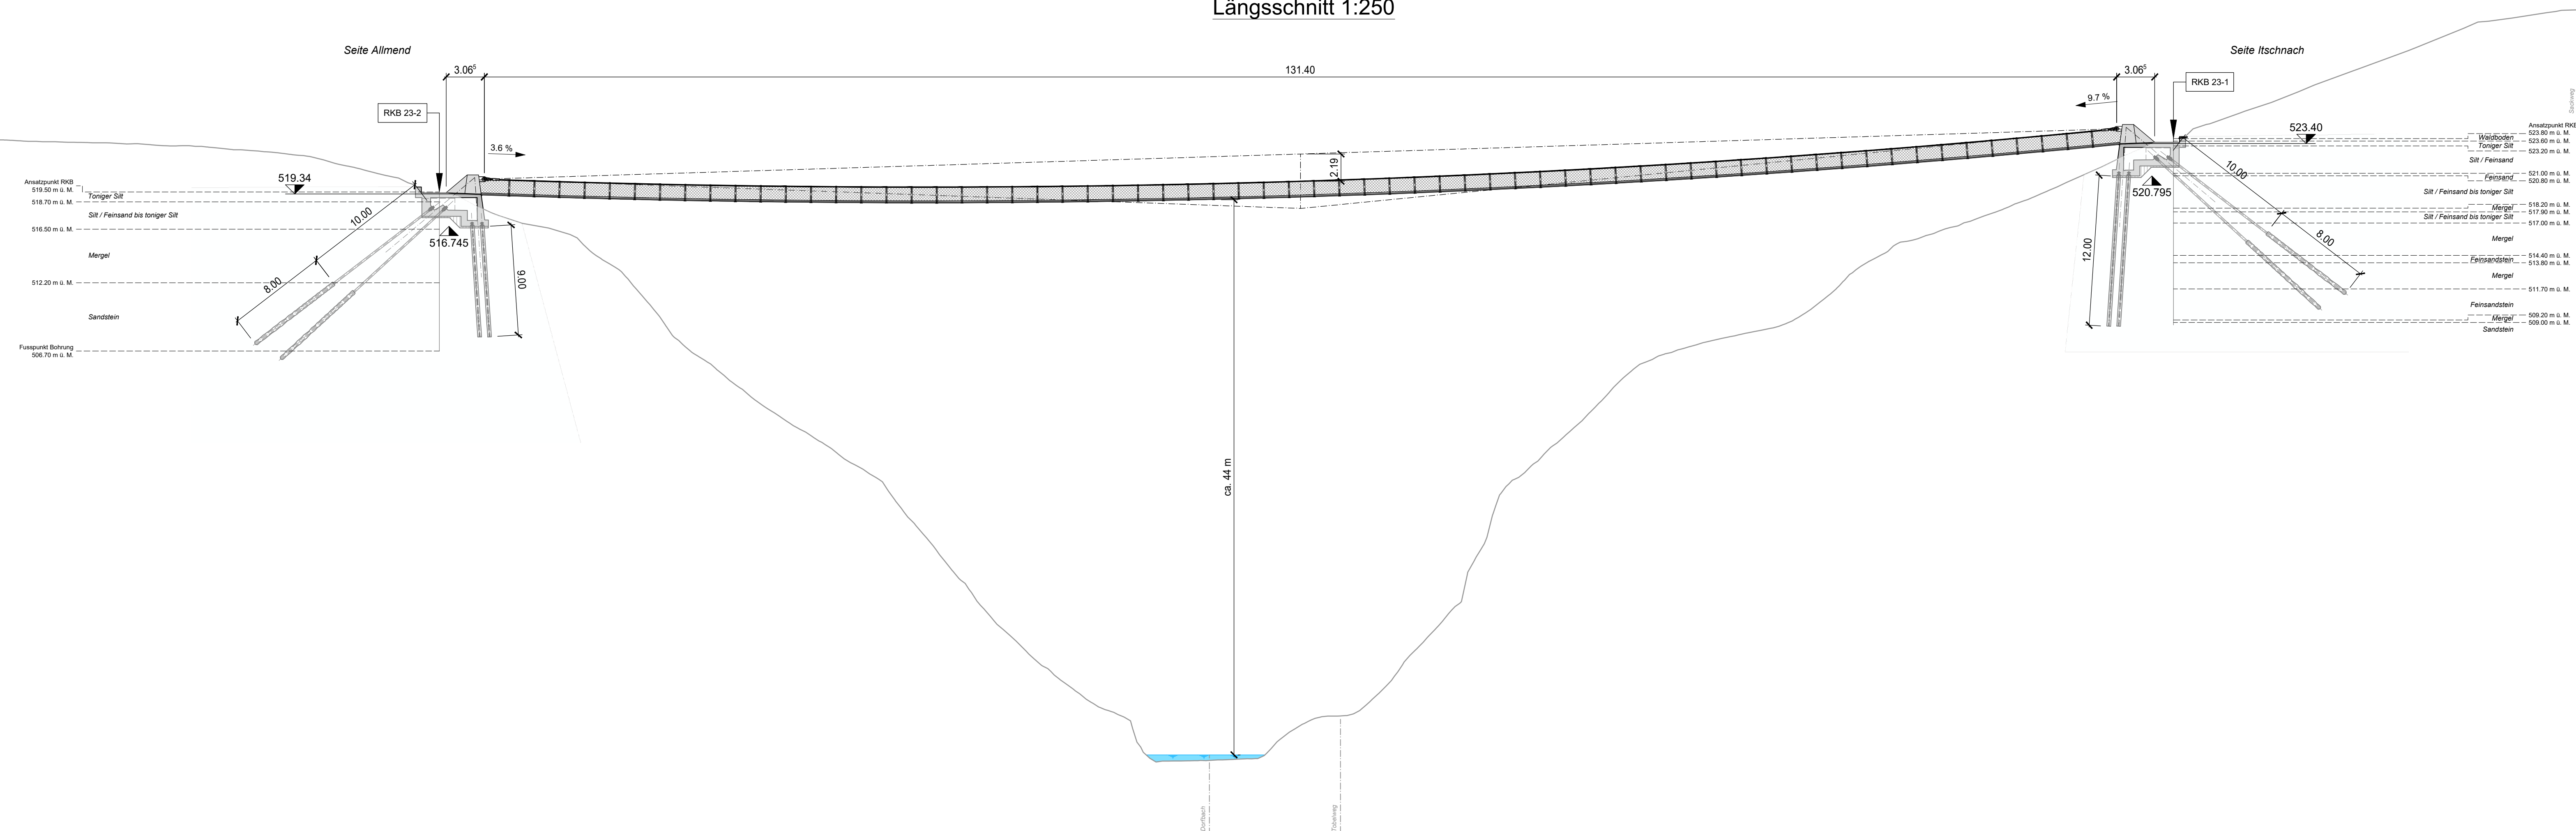 Längsschnitt 1:250
Seite Allmend
Seite Itschnach
3.06⁵
131.40
3.06⁵
RKB 23-2
RKB 23-1
9.7 %
3.6 %
2.19
519.34
523.40
516.745
520.795
Ansatzpunkt RKB
519.50 m ü. M.
Toniger Silt
518.70 m ü. M.
Silt / Feinsand bis toniger Silt
516.50 m ü. M.
Mergel
512.20 m ü. M.
Sandstein
Fusspunkt Bohrung
506.70 m ü. M.
10.00
8.00
9.00
ca. 44 m
12.00
10.00
8.00
Sackweg
Ansatzpunkt RKB
523.80 m ü. M.
Waldboden
523.60 m ü. M.
Toniger Silt
523.20 m ü. M.
Silt / Feinsand
521.00 m ü. M.
Feinsand
520.80 m ü. M.
Silt / Feinsand bis toniger Silt
518.20 m ü. M.
Mergel
517.90 m ü. M.
Silt / Feinsand bis toniger Silt
517.00 m ü. M.
Mergel
514.40 m ü. M.
Feinsandstein
513.80 m ü. M.
Mergel
511.70 m ü. M.
Feinsandstein
509.20 m ü. M.
Mergel
509.00 m ü. M.
Sandstein
Dorfbach
Tobelweg